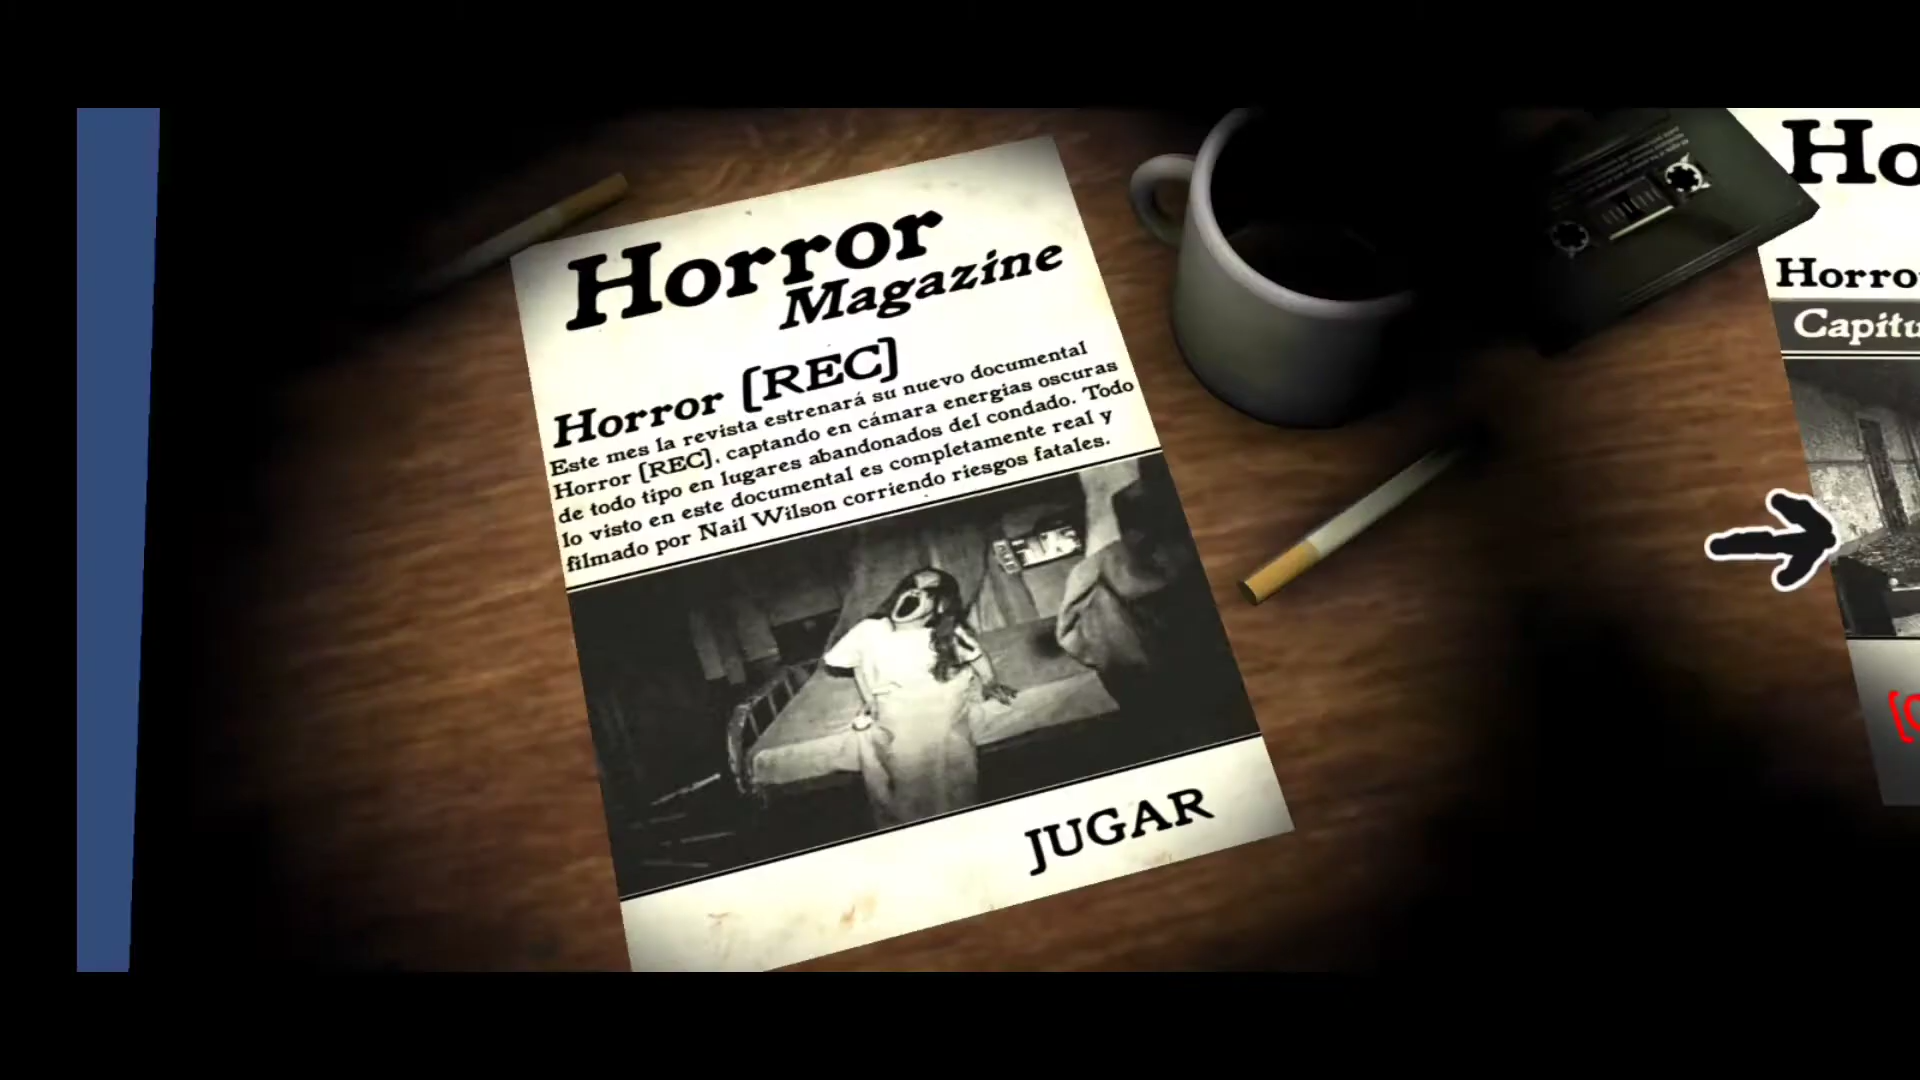 Horror
Magazine
Horror [REC]
Este mes la revista estrenará su nuevo documental
Horror [REC], captando en cámara energias oscuras
de todo tipo en lugares abandonados del condado. Todo
lo visto en este documental es completamente real y
filmado por Nail Wilson corriendo riesgos fatales.
JUGAR
Ho
Horro
Capitu